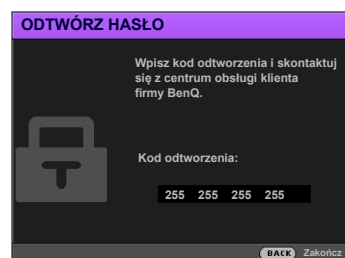 ODTWÓRZ HASŁO
Wpisz kod odtworzenia i skontaktuj
się z centrum obsługi klienta
firmy BenQ.
Kod odtworzenia:
255 255 255 255
BACK Zakończ